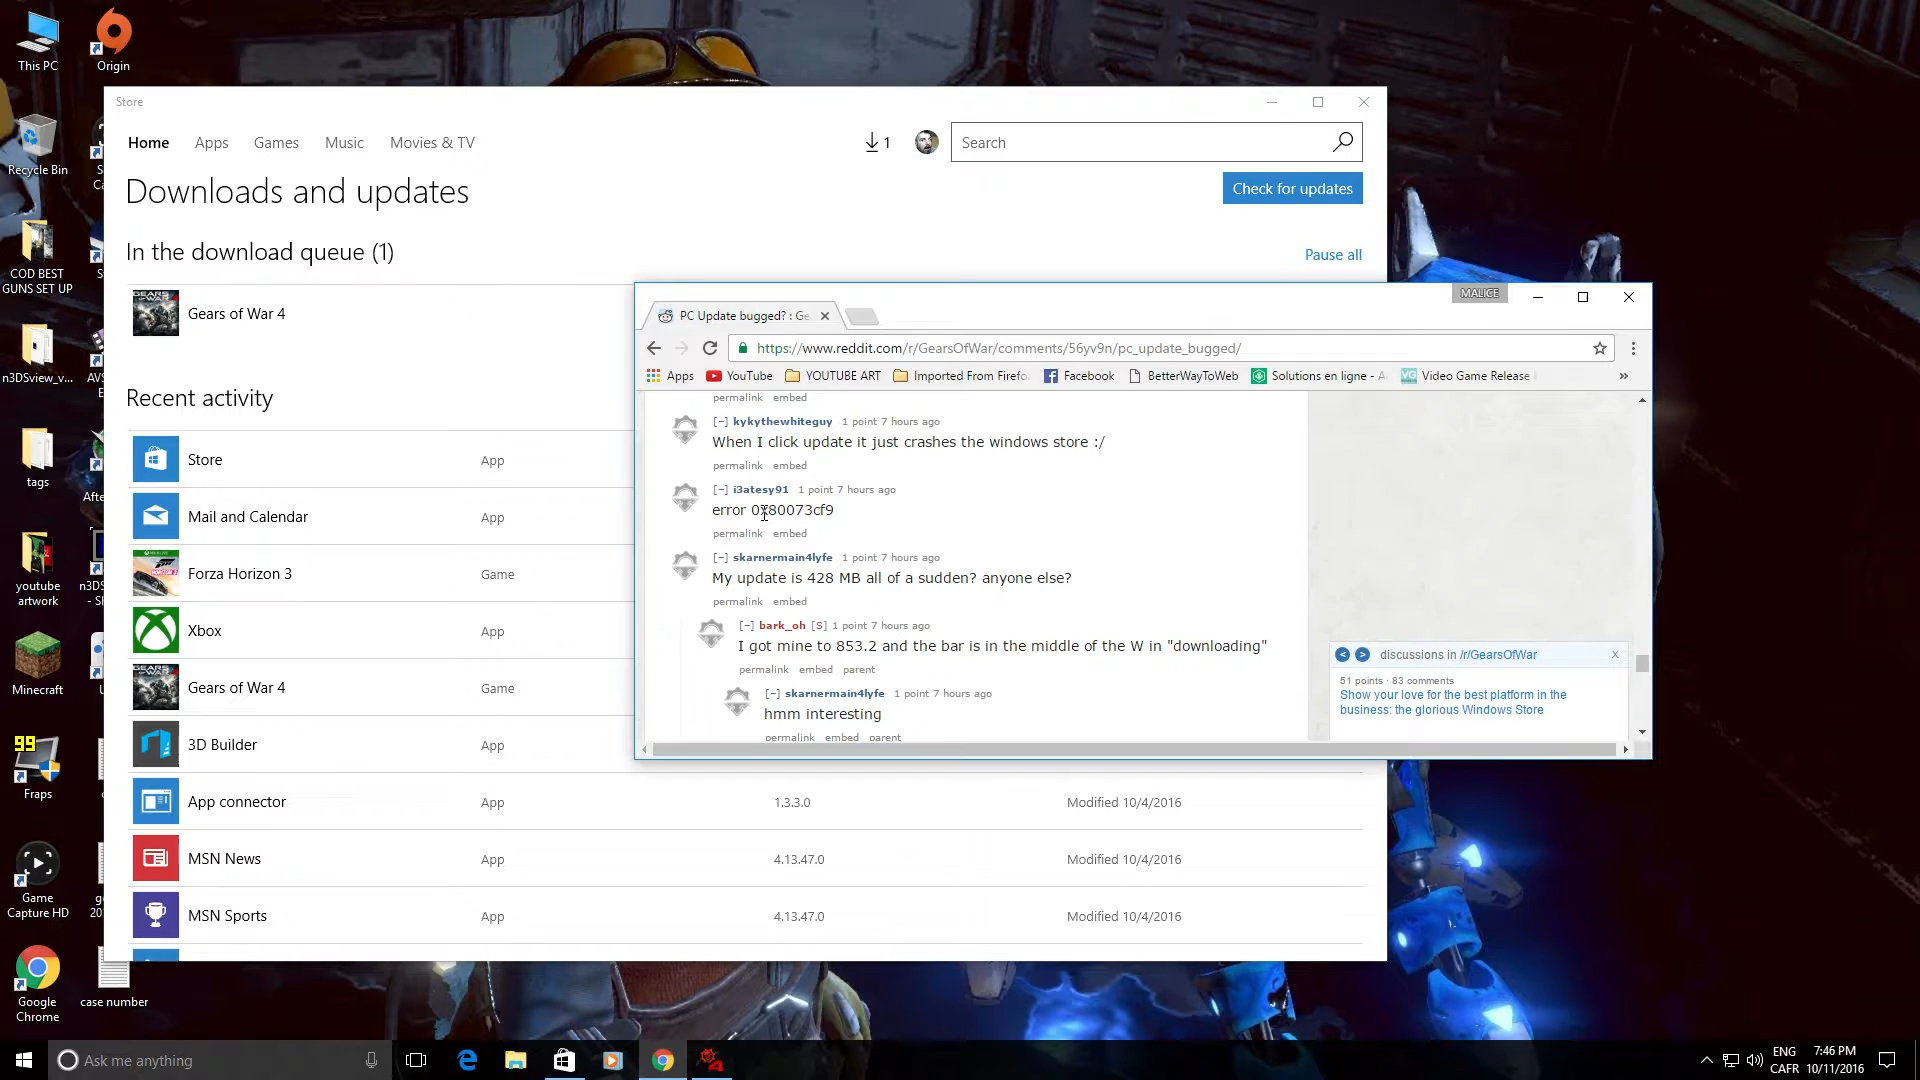 This PC
Origin
Recycle Bin
COD BEST
GUNS SET UP
n3DSview_v...
tags
youtube
artwork
Minecraft
99
Fraps
Game
Capture HD
Google
Chrome
case number
Store
Home Apps Games Music Movies & TV
1
Search
Downloads and updates
Check for updates
In the download queue (1)
Pause all
Gears of War 4
Recent activity
Store App
Mail and Calendar App
Forza Horizon 3 Game
Xbox App
Gears of War 4 Game
3D Builder App
App connector App 1.3.3.0 Modified 10/4/2016
MSN News App 4.13.47.0 Modified 10/4/2016
MSN Sports App 4.13.47.0 Modified 10/4/2016
MALICE
PC Update bugged? : Ge
https://www.reddit.com/r/GearsOfWar/comments/56yv9n/pc_update_bugged/
Apps YouTube YOUTUBE ART Imported From Firefo Facebook BetterWayToWeb Solutions en ligne - A Video Game Release
permalink embed
[–] kykythewhiteguy 1 point 7 hours ago
When I click update it just crashes the windows store :/
permalink embed
[–] i3atesy91 1 point 7 hours ago
error 0x80073cf9
permalink embed
[–] skarnermain4lyfe 1 point 7 hours ago
My update is 428 MB all of a sudden? anyone else?
permalink embed
[–] bark_oh [S] 1 point 7 hours ago
I got mine to 853.2 and the bar is in the middle of the W in "downloading"
permalink embed parent
[–] skarnermain4lyfe 1 point 7 hours ago
hmm interesting
permalink embed parent
discussions in /r/GearsOfWar X
51 points · 83 comments
Show your love for the best platform in the
business: the glorious Windows Store
Ask me anything
ENG
CAFR
7:46 PM
10/11/2016